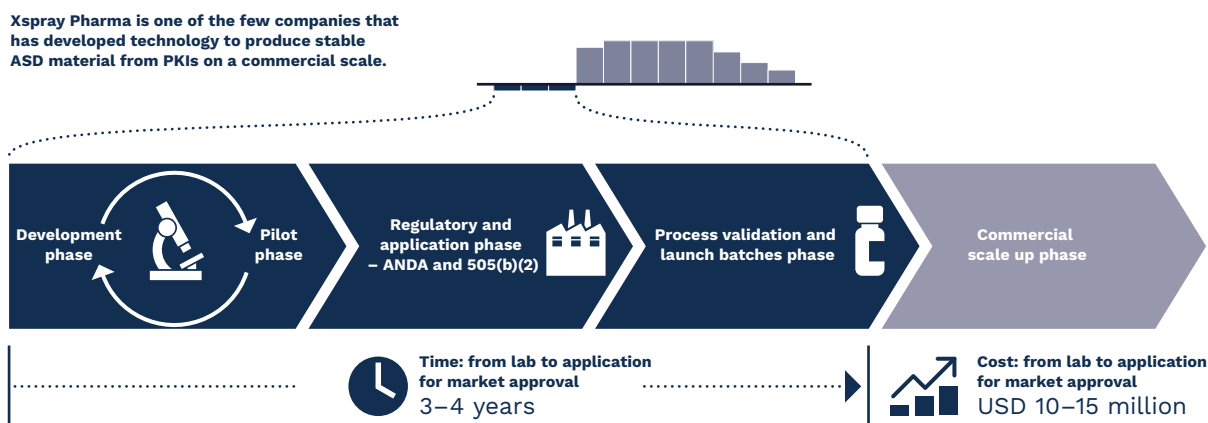 Xspray Pharma is one of the few companies that
has developed technology to produce stable
ASD material from PKIs on a commercial scale.
Development
phase
Pilot
phase
Regulatory and
application phase
– ANDA and 505(b)(2)
Process validation and
launch batches phase
Commercial
scale up phase
Time: from lab to application
for market approval
3–4 years
Cost: from lab to application
for market approval
USD 10–15 million